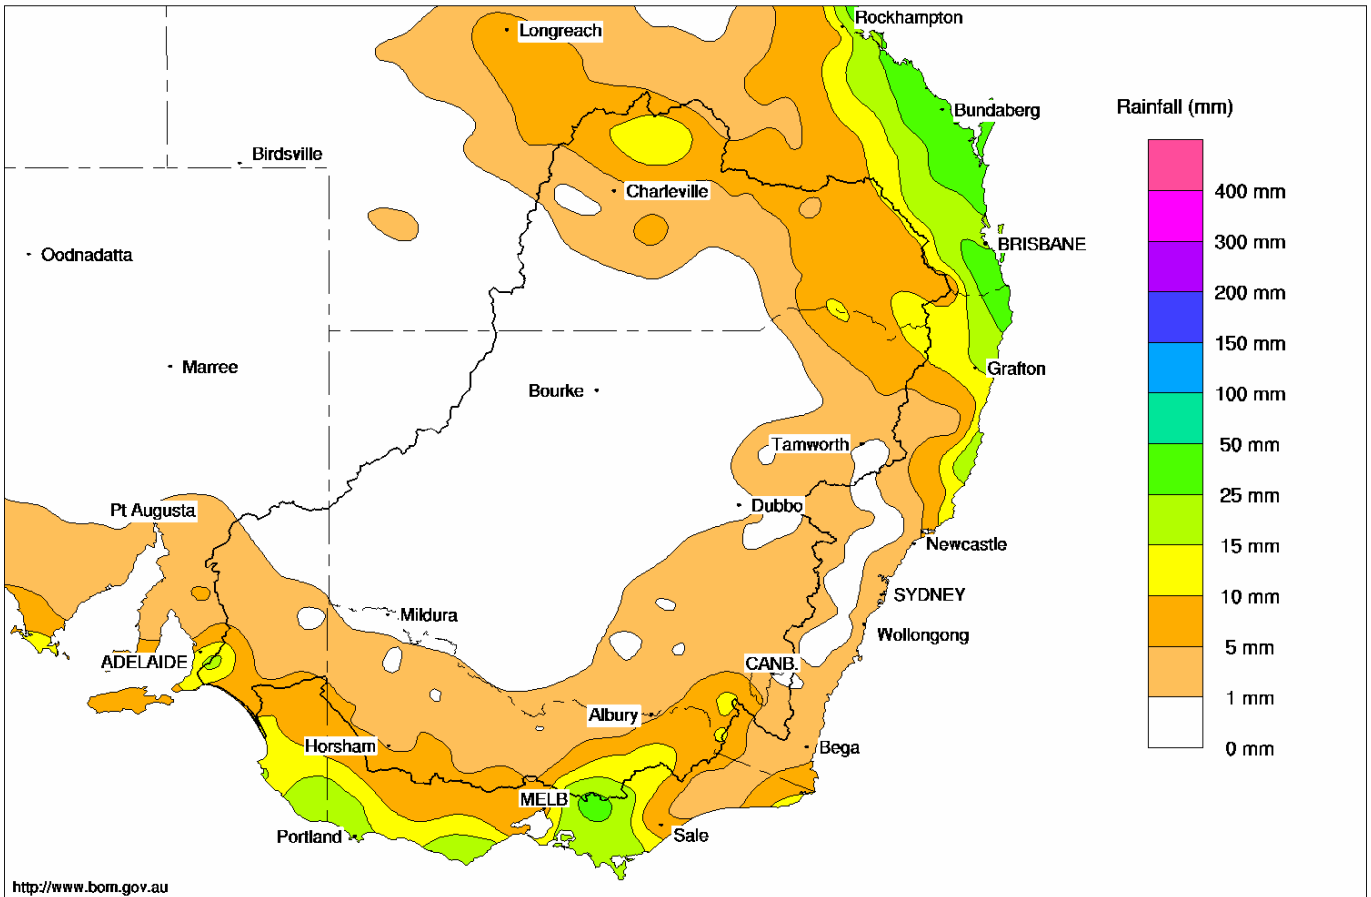 Rockhampton
Longreach
Rainfall (mm)
Bundaberg
Birdsville
Charleville
400 mm
BRISBANE
300 mm
Oodnadatta
200 mm
150 mm
Marree
Grafton
Bourke
100 mm
Tamworth
50 mm
25 mm
Pt Augusta
Dubbo
Newcastle
15 mm
SYDNEY
10 mm
Mildura
Wollongong
5 mm
ADELAIDE
CANB.
1 mm
Albury
Horsham
Bega
0 mm
MELB
Portland
Sale
http://www.bom.gov.au